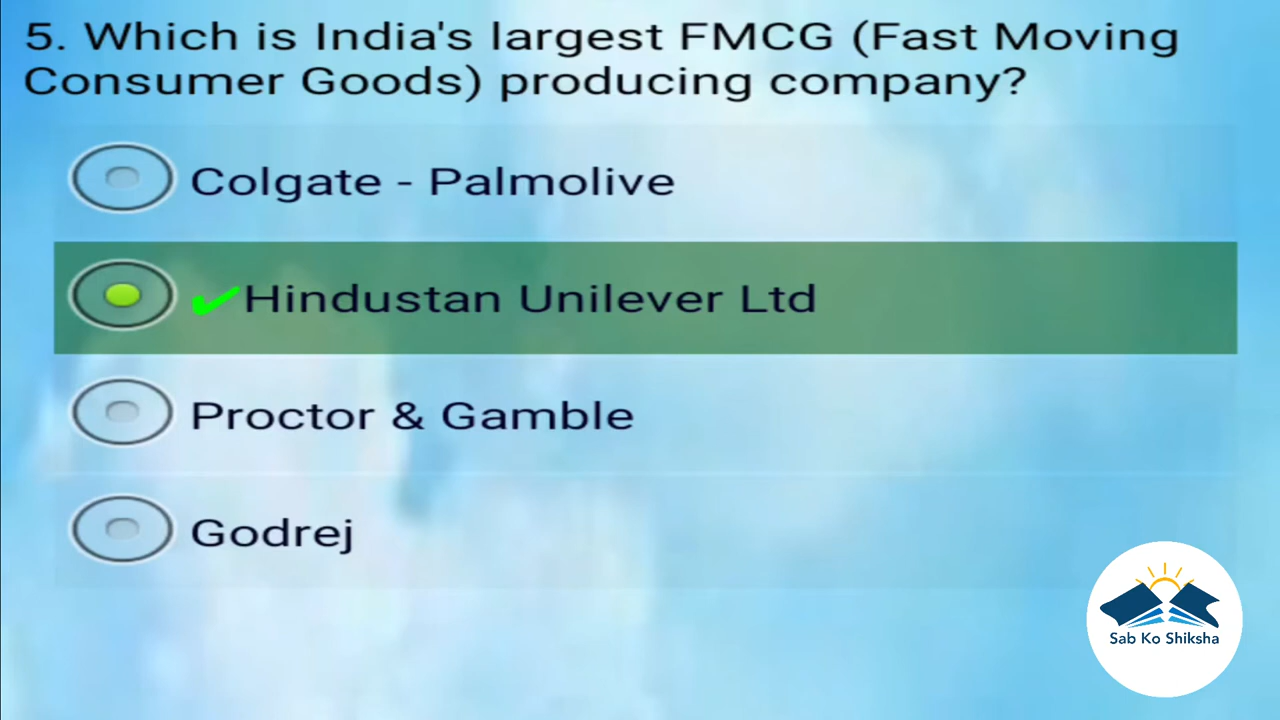 5. Which is India's largest FMCG (Fast Moving
Consumer Goods) producing company?
Colgate - Palmolive
✔Hindustan Unilever Ltd
Proctor & Gamble
Godrej
Sab Ko Shiksha